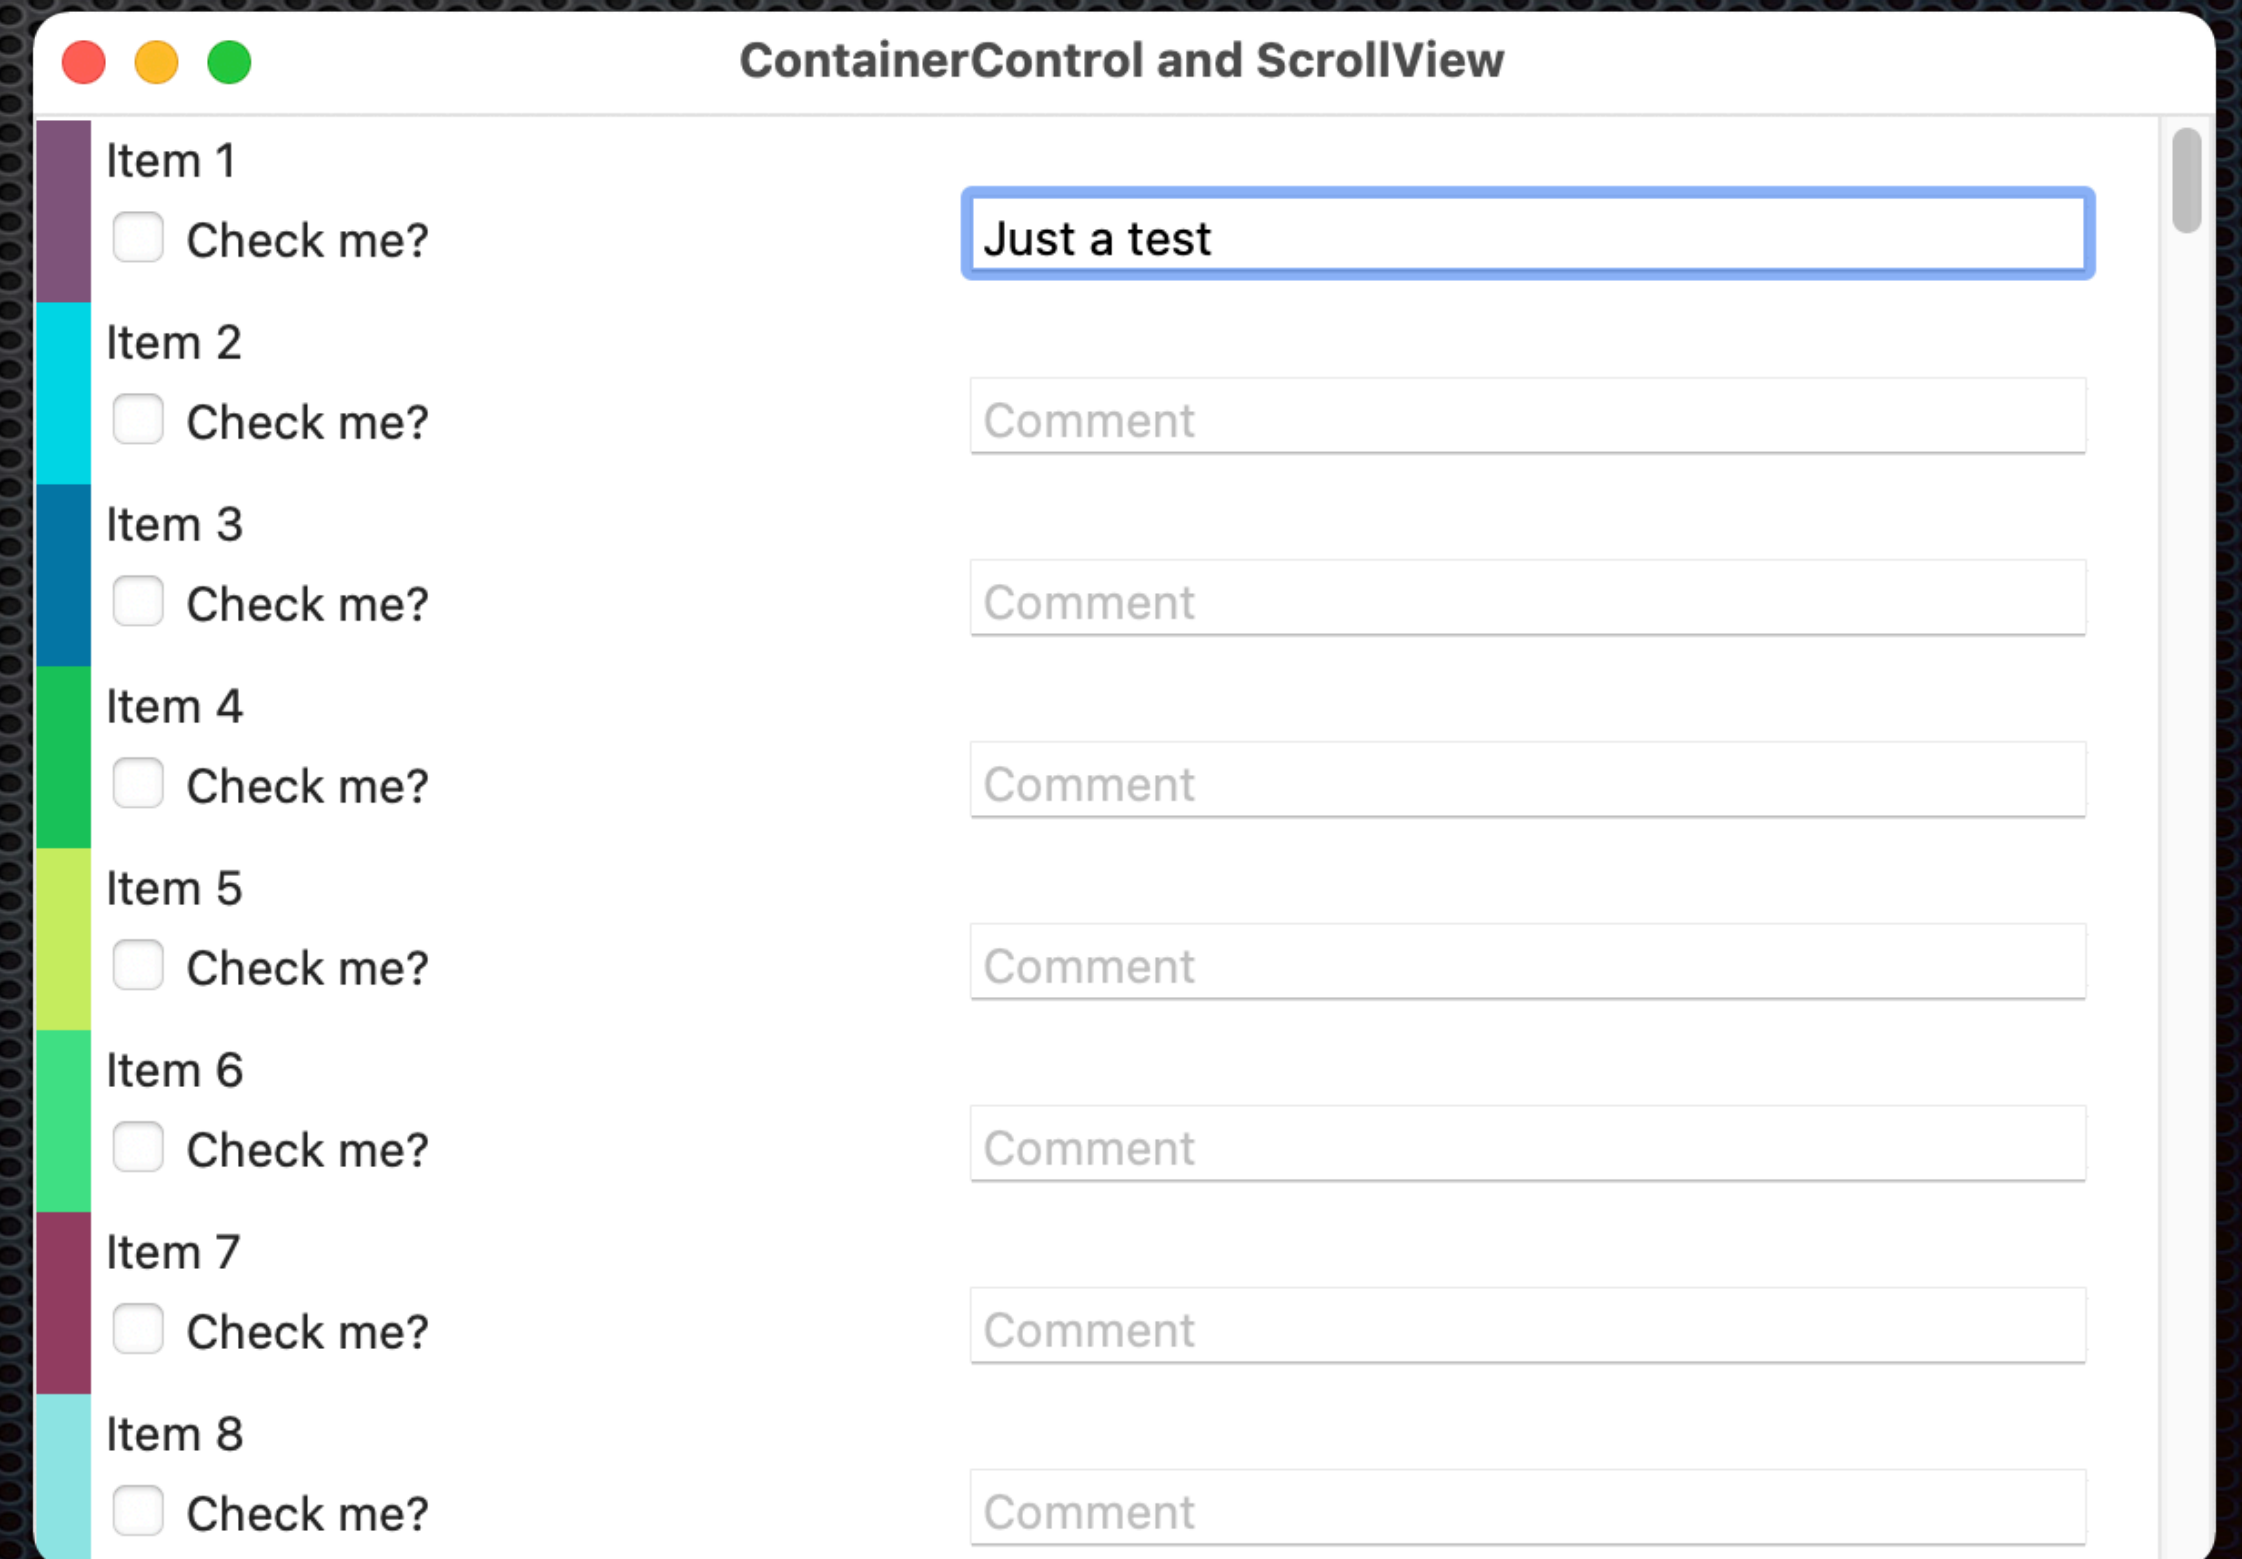 ContainerControl and ScrollView
Item 1
Check me?
Just a test
Item 2
Check me?
Comment
Item 3
Check me?
Comment
Item 4
Check me?
Comment
Item 5
Check me?
Comment
Item 6
Check me?
Comment
Item 7
Check me?
Comment
Item 8
Check me?
Comment